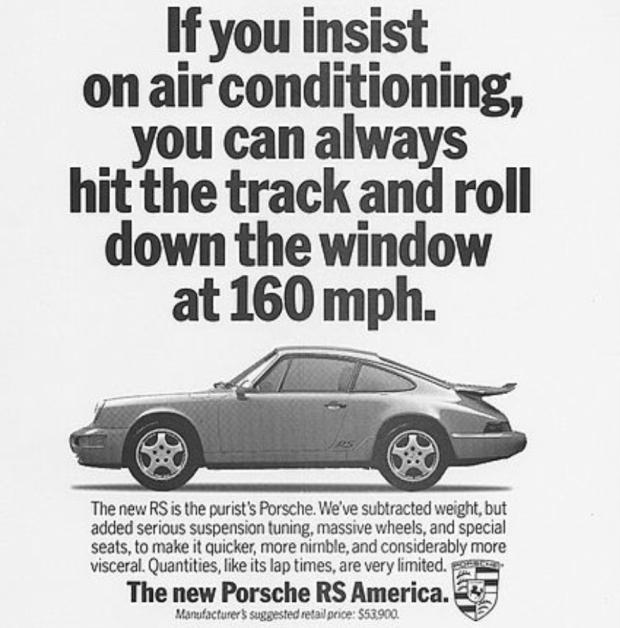 If you insist
on air conditioning,
you can always
hit the track and roll
down the window
at 160 mph.
RS
The new RS is the purist's Porsche. We've subtracted weight, but
added serious suspension tuning, massive wheels, and special
seats, to make it quicker, more nimble, and considerably more
visceral. Quantities, like its lap times, are very limited.
PORSCHE
The new Porsche RS America.
Manufacturer's suggested retail price: $53,900.